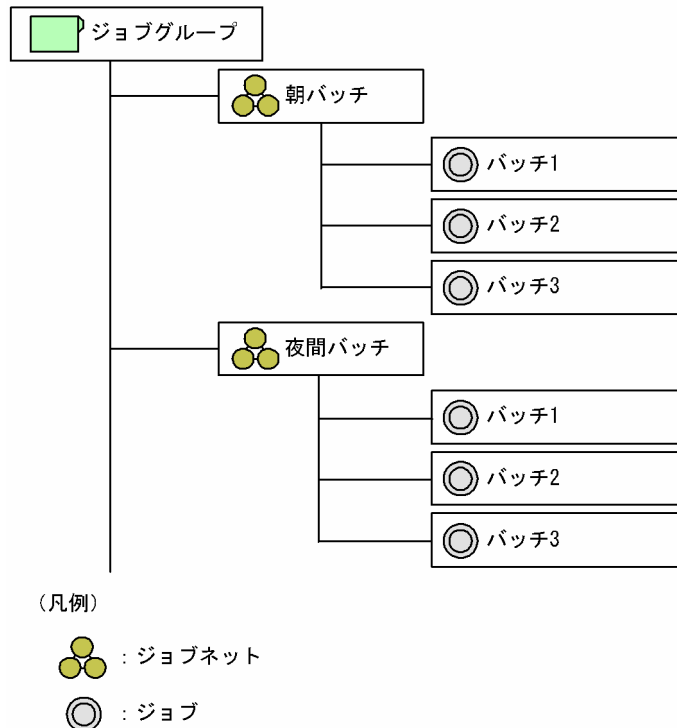 ジョブグループ
朝バッチ
バッチ1
バッチ2
バッチ3
夜間バッチ
バッチ1
バッチ2
バッチ3
（凡例）
：ジョブネット
：ジョブ